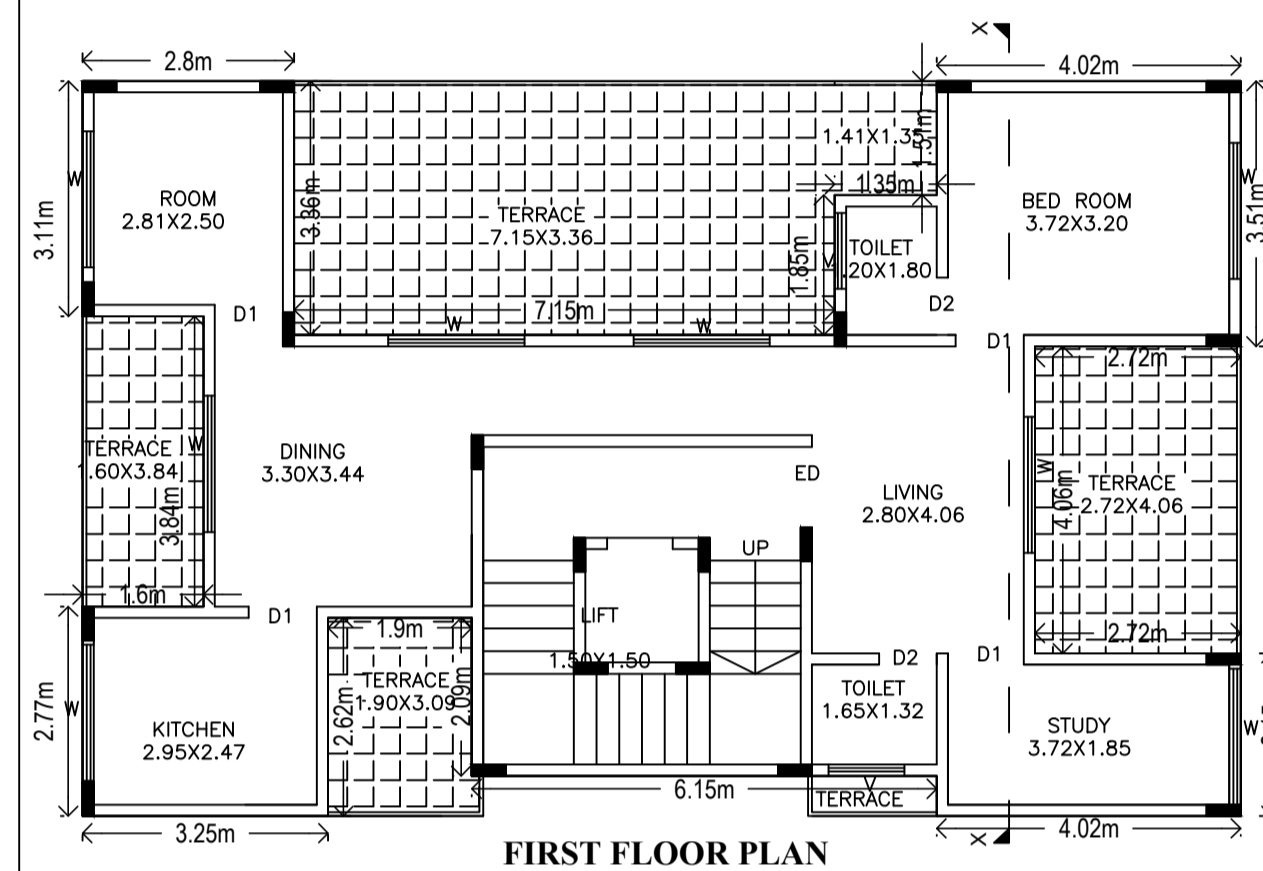 X
2.8m
4.02m
1.41X1.35
1.51m
1.35m
W
ROOM
2.81X2.50
3.11m
3.36m
TERRACE
7.15X3.36
BED ROOM
3.72X3.20
W
3.51m
TOILET
.20X1.80
V
1.85m
D1
7.15m
D2
W
W
D1
2.72m
TERRACE
1.60X3.84
W
3.84m
DINING
3.30X3.44
ED
LIVING
2.80X4.06
W
4.06m
TERRACE
2.72X4.06
UP
1.6m
D1
LIFT
1.50X1.50
1.9m
2.72m
D2
D1
TERRACE
1.90X3.09
2.62m
2.09m
TOILET
1.65X1.32
2.77m
W
KITCHEN
2.95X2.47
STUDY
3.72X1.85
W
6.15m
V
TERRACE
3.25m
4.02m
X
FIRST FLOOR PLAN